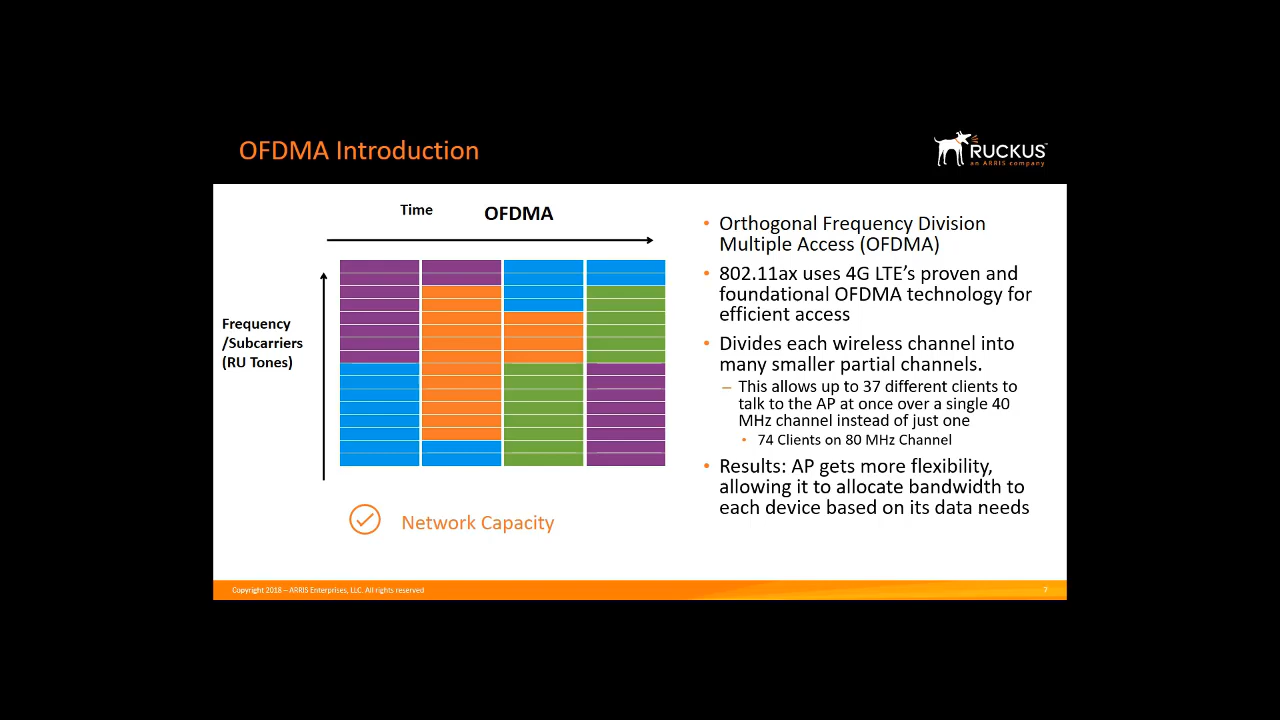 OFDMA Introduction
RUCKUS™
an ARRIS company
Time
OFDMA
Frequency
/Subcarriers
(RU Tones)
Network Capacity
• Orthogonal Frequency Division
Multiple Access (OFDMA)
• 802.11ax uses 4G LTE's proven and
foundational OFDMA technology for
efficient access
• Divides each wireless channel into
many smaller partial channels.
– This allows up to 37 different clients to
talk to the AP at once over a single 40
MHz channel instead of just one
• 74 Clients on 80 MHz Channel
• Results: AP gets more flexibility,
allowing it to allocate bandwidth to
each device based on its data needs
Copyright 2018 – ARRIS Enterprises, LLC. All rights reserved